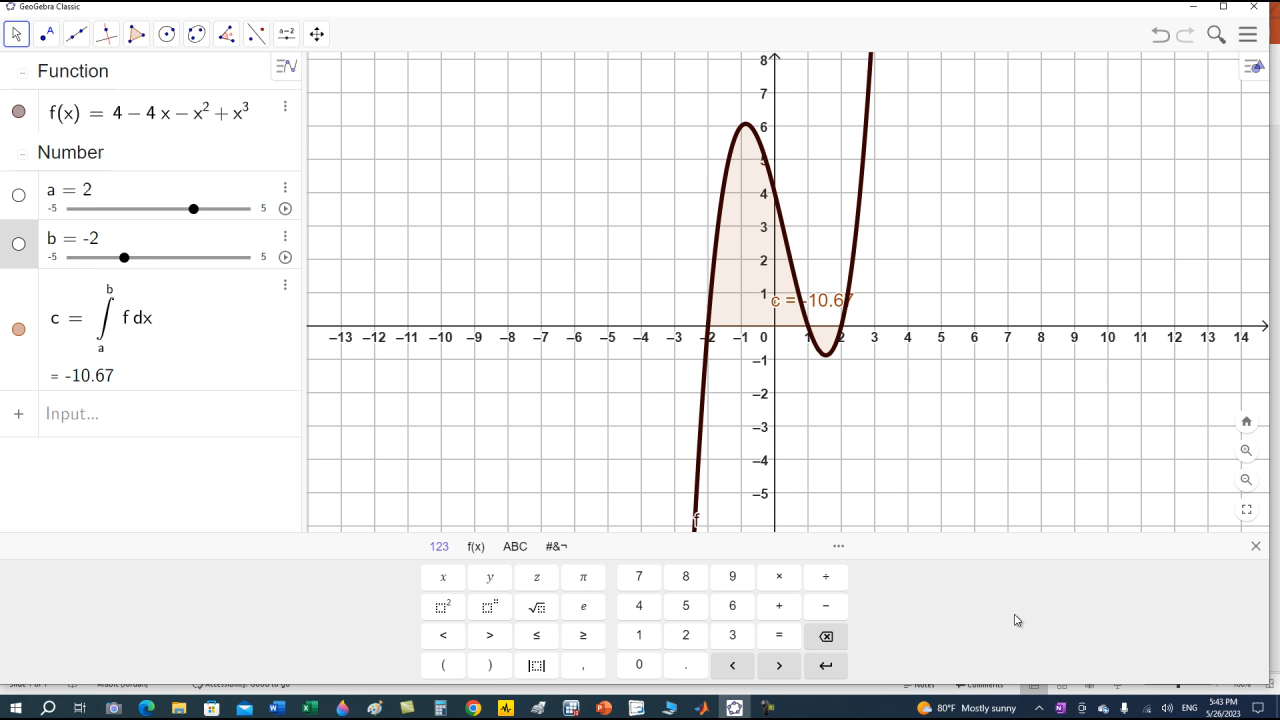 GeoGebra Classic
a=2
Function
f(x) = 4 − 4 x − x² + x³
Number
a = 2
-5 5
b = -2
-5 5
b
c = ∫ f dx
a
= -10.67
+ Input...
8
7
6
5
4
3
2
1
c = -10.67
−13 −12 −11 −10 −9 −8 −7 −6 −5 −4 −3 −2 −1 0 1 2 3 4 5 6 7 8 9 10 11 12 13 14
−1
−2
−3
−4
−5
f
123 f(x) ABC #&¬
x y z π 7 8 9 × ÷
² ⁿ √ e 4 5 6 + −
< > ≤ ≥ 1 2 3 =
( ) | | , 0 . < >
80°F Mostly sunny
ENG
5:43 PM
5/26/2023